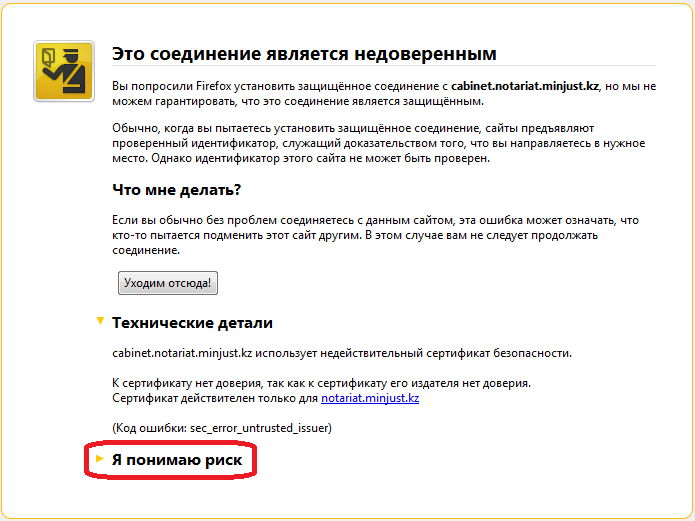 Это соединение является недоверенным
Вы попросили Firefox установить защищённое соединение с cabinet.notariat.minjust.kz, но мы не
можем гарантировать, что это соединение является защищённым.
Обычно, когда вы пытаетесь установить защищённое соединение, сайты предъявляют
проверенный идентификатор, служащий доказательством того, что вы направляетесь в нужное
место. Однако идентификатор этого сайта не может быть проверен.
Что мне делать?
Если вы обычно без проблем соединяетесь с данным сайтом, эта ошибка может означать, что
кто-то пытается подменить этот сайт другим. В этом случае вам не следует продолжать
соединение.
Уходим отсюда!
Технические детали
cabinet.notariat.minjust.kz использует недействительный сертификат безопасности.
К сертификату нет доверия, так как к сертификату его издателя нет доверия.
Сертификат действителен только для notariat.minjust.kz
(Код ошибки: sec_error_untrusted_issuer)
Я понимаю риск